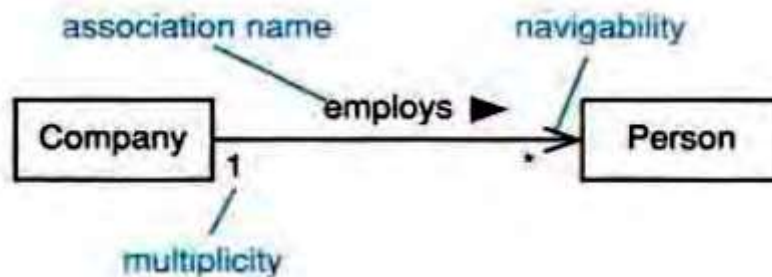 association name
navigability
employs ►
Company
Person
1
*
multiplicity